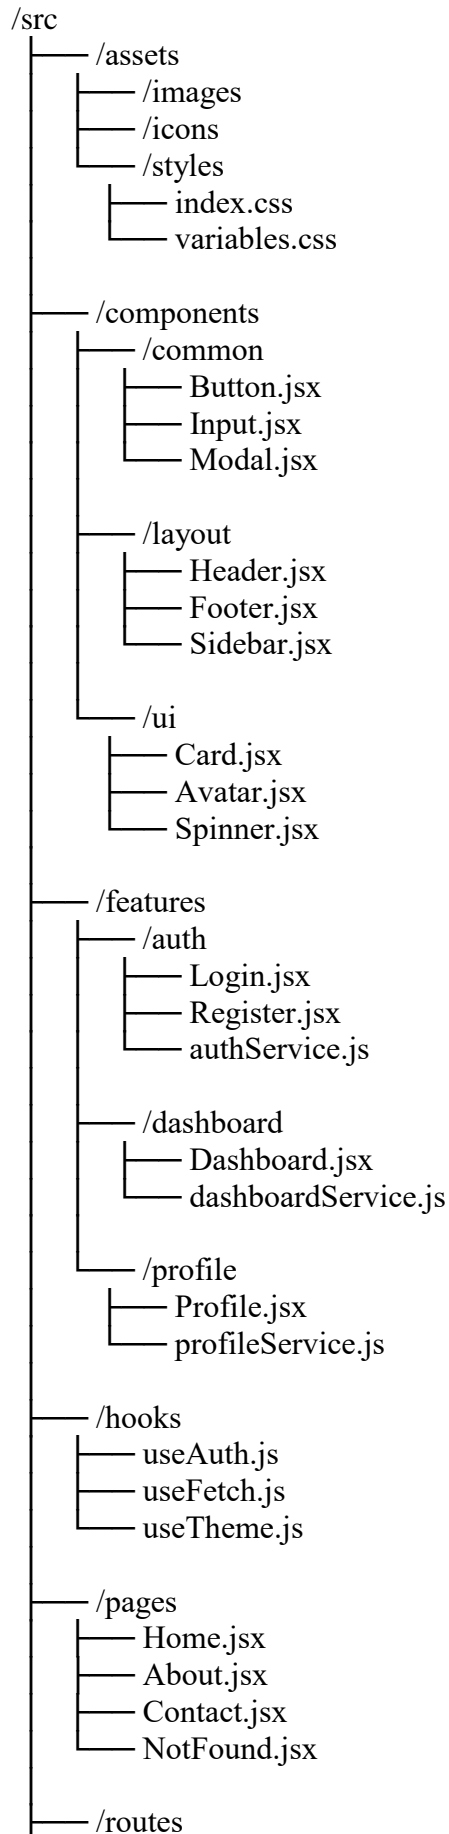 /src
/assets
/images
/icons
/styles
index.css
variables.css
/components
/common
Button.jsx
Input.jsx
Modal.jsx
/layout
Header.jsx
Footer.jsx
Sidebar.jsx
/ui
Card.jsx
Avatar.jsx
Spinner.jsx
/features
/auth
Login.jsx
Register.jsx
authService.js
/dashboard
Dashboard.jsx
dashboardService.js
/profile
Profile.jsx
profileService.js
/hooks
useAuth.js
useFetch.js
useTheme.js
/pages
Home.jsx
About.jsx
Contact.jsx
NotFound.jsx
/routes